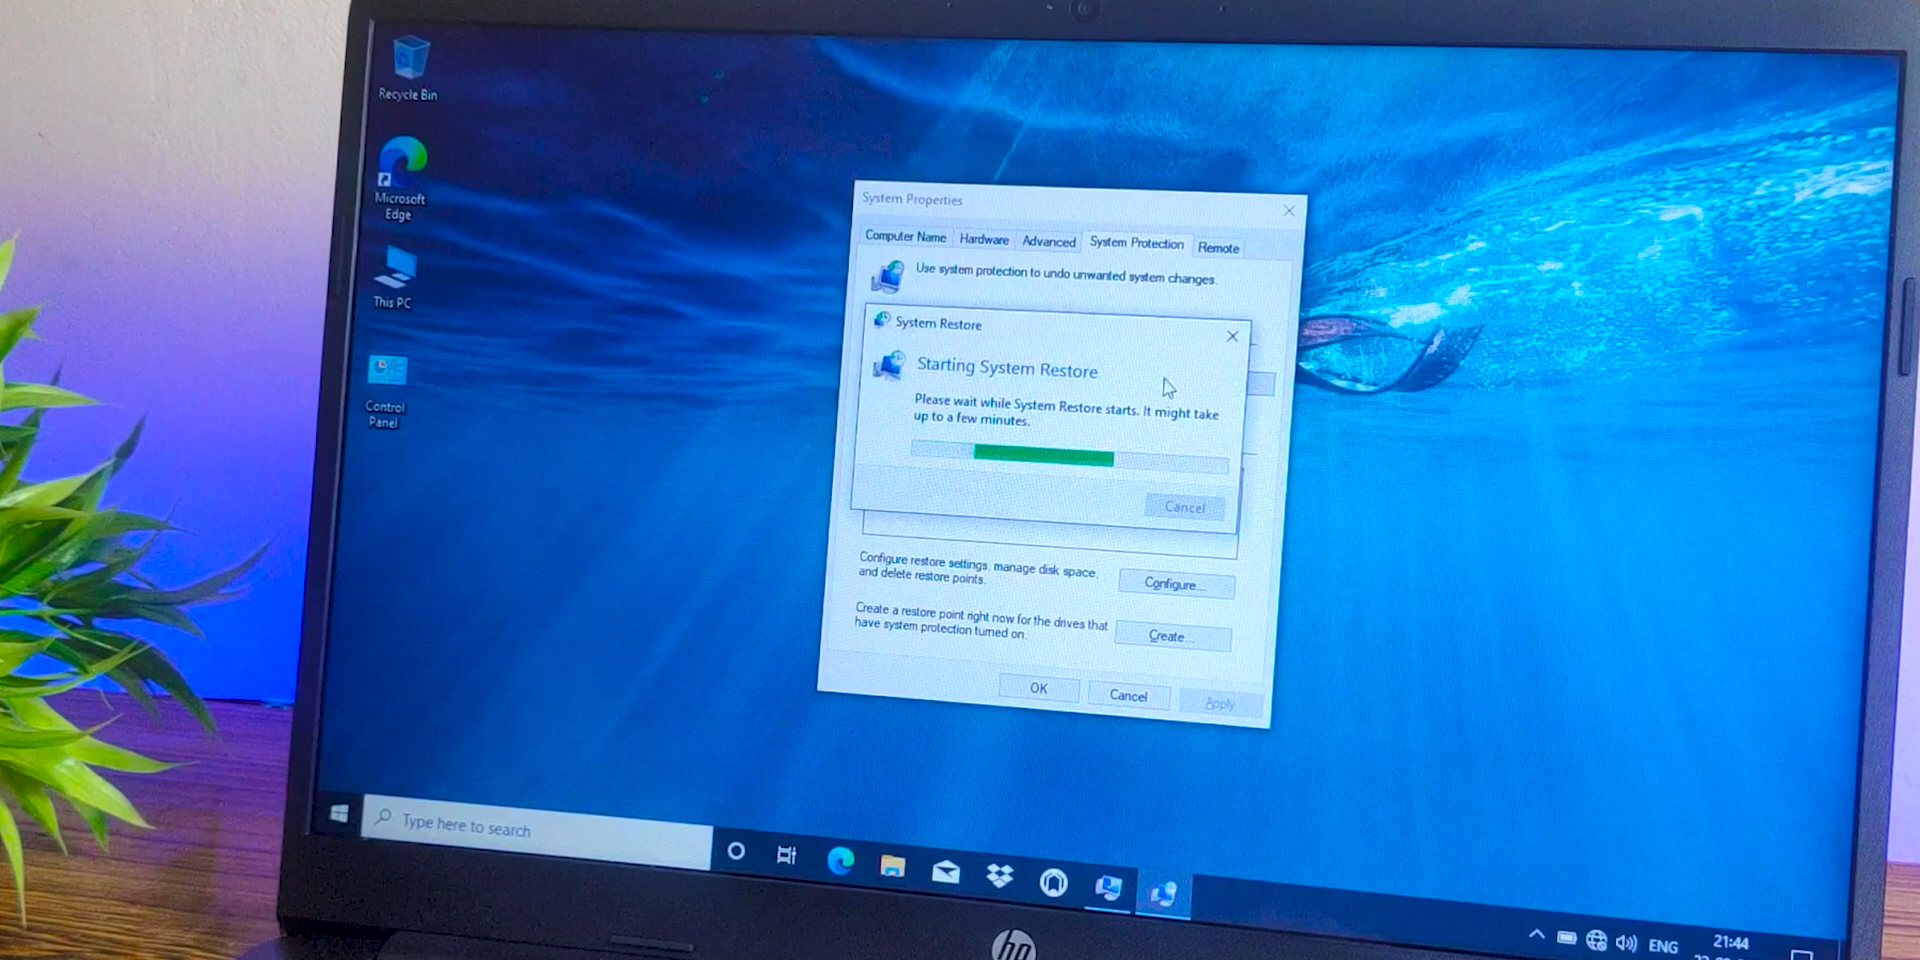 Recycle Bin
Microsoft
Edge
This PC
Control
Panel
System Properties
Computer Name
Hardware
Advanced
System Protection
Remote
Use system protection to undo unwanted system changes.
System Restore
Starting System Restore
Please wait while System Restore starts. It might take
up to a few minutes.
Cancel
Configure restore settings, manage disk space,
and delete restore points.
Configure...
Create a restore point right now for the drives that
have system protection turned on.
Create...
OK
Cancel
Apply
Type here to search
ENG
21:44
hp